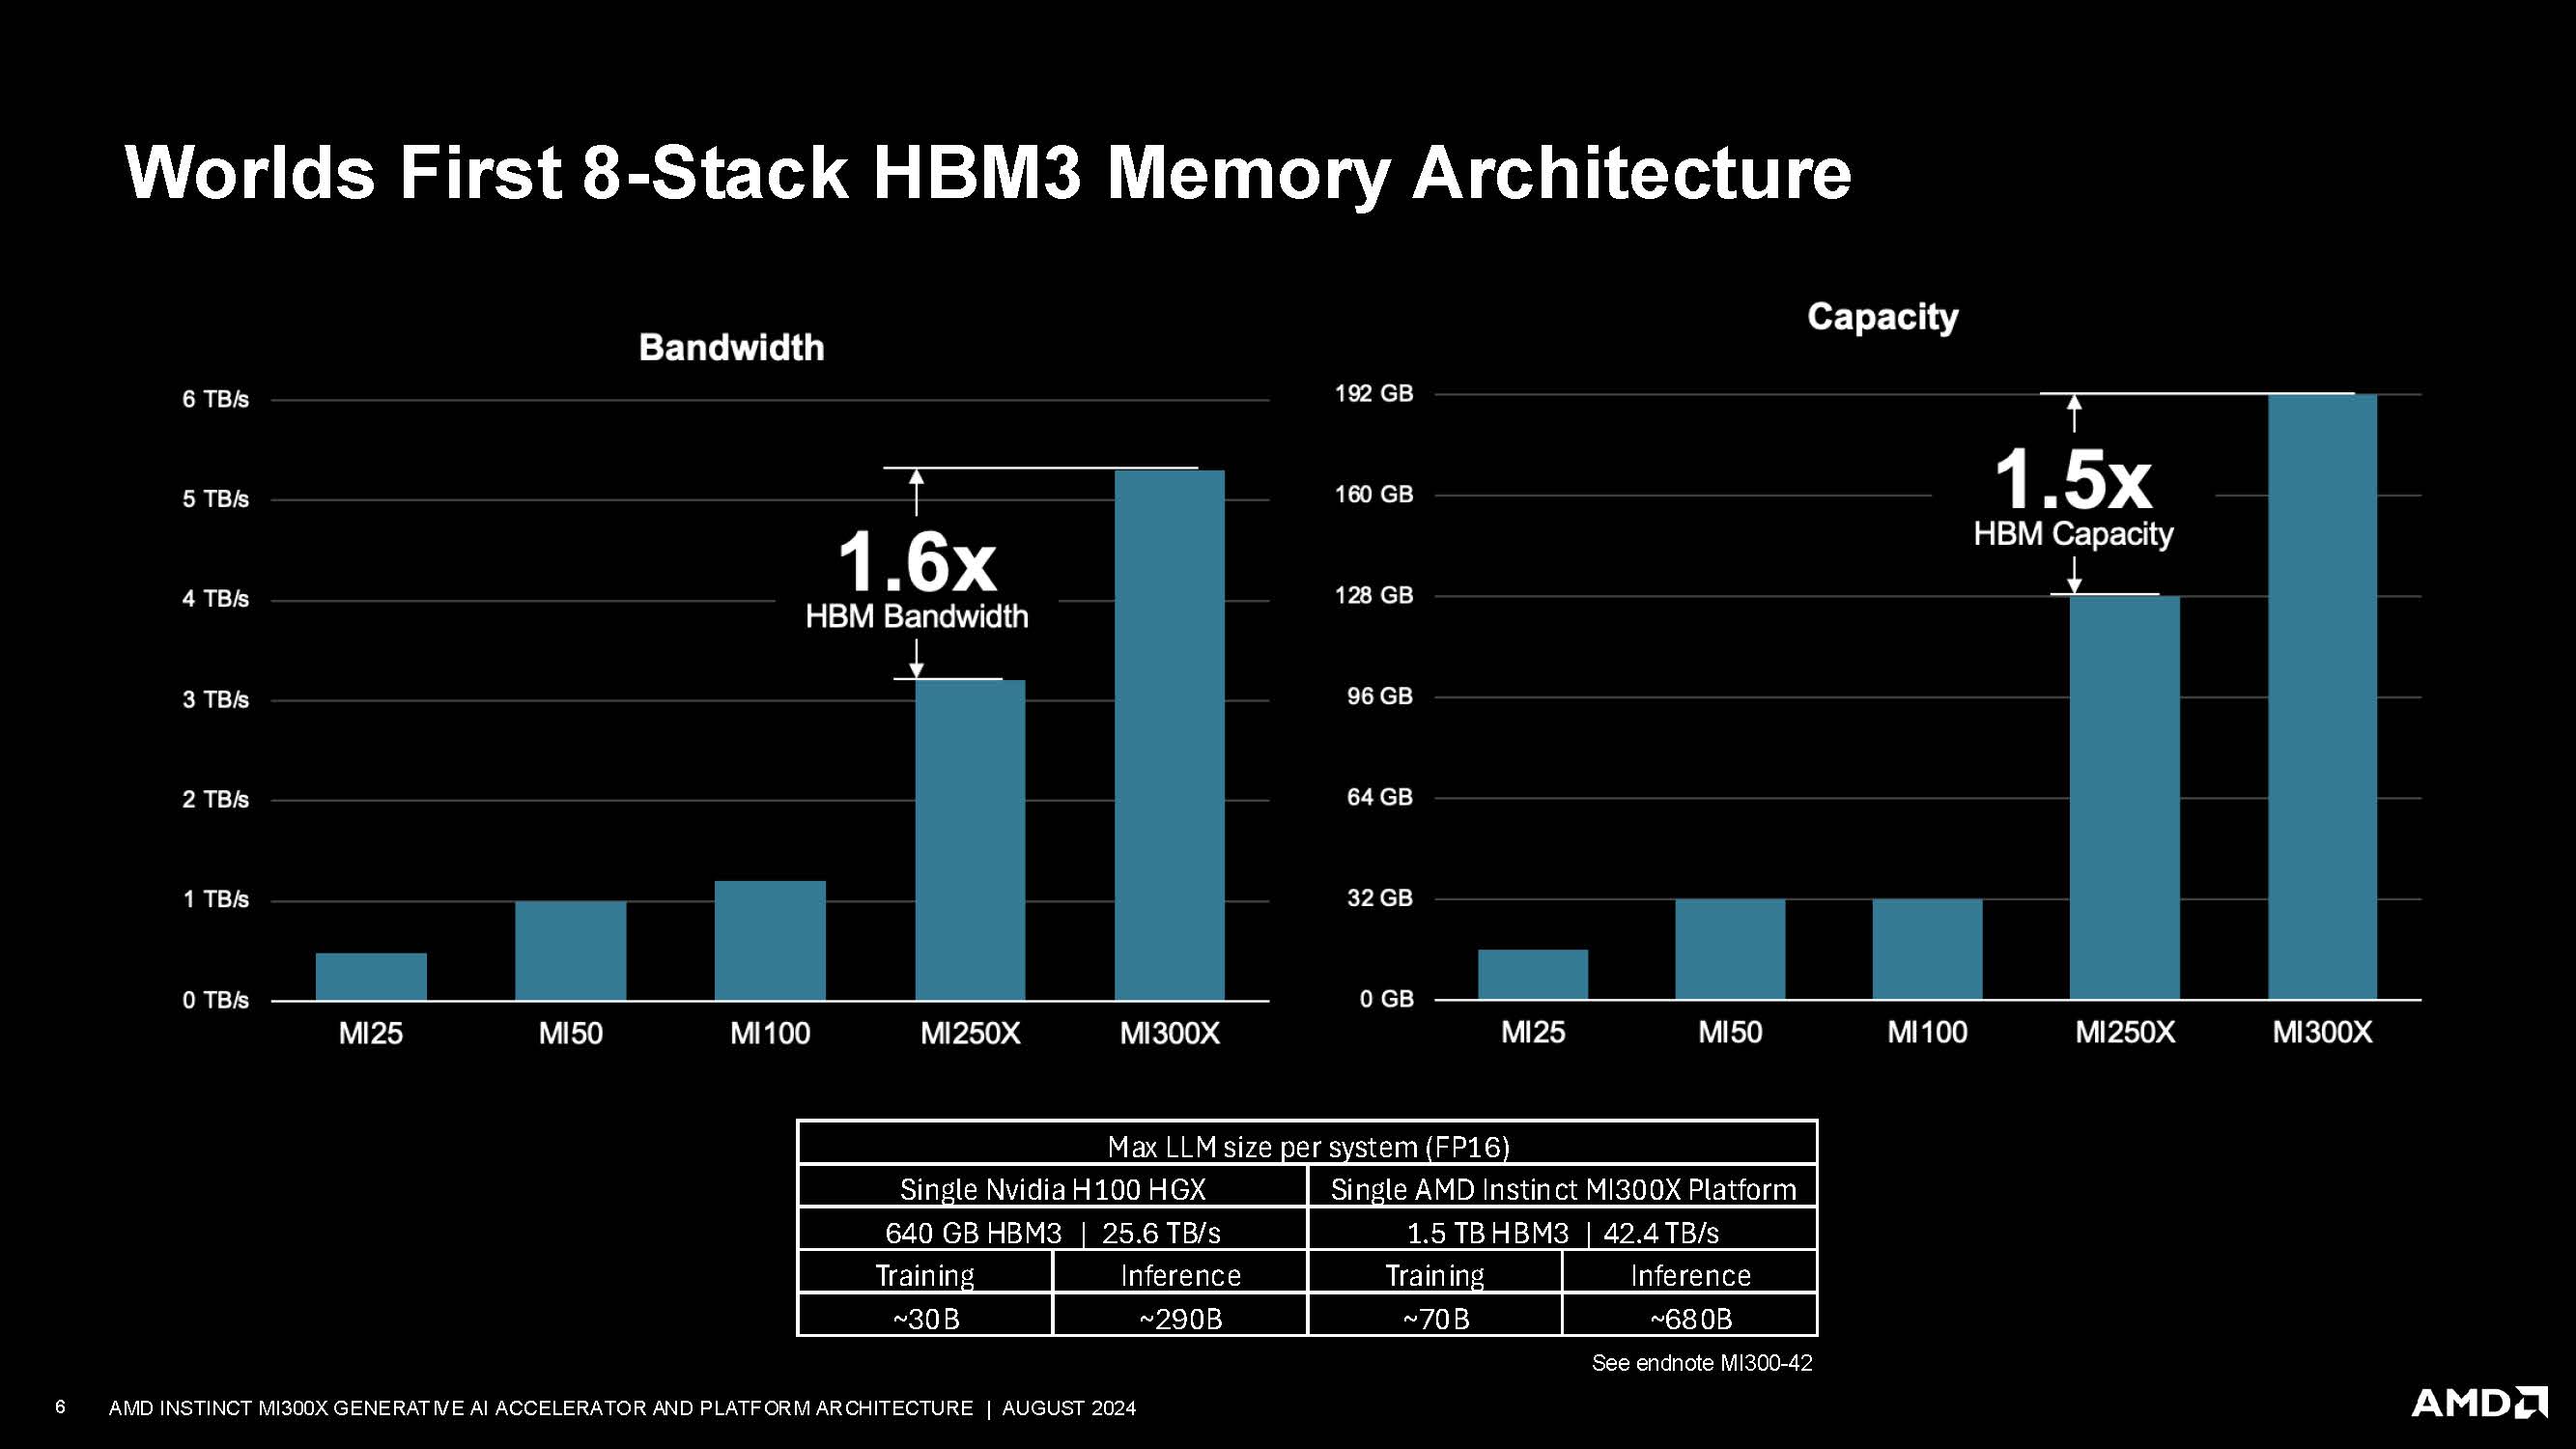 Worlds First 8-Stack HBM3 Memory Architecture
Bandwidth
6 TB/s
5 TB/s
4 TB/s
3 TB/s
2 TB/s
1 TB/s
0 TB/s
1.6x
HBM Bandwidth
MI25 MI50 MI100 MI250X MI300X
Capacity
192 GB
160 GB
128 GB
96 GB
64 GB
32 GB
0 GB
1.5x
HBM Capacity
MI25 MI50 MI100 MI250X MI300X
Max LLM size per system (FP16)
Single Nvidia H100 HGX Single AMD Instinct MI300X Platform
640 GB HBM3 | 25.6 TB/s 1.5 TB HBM3 | 42.4 TB/s
Training Inference Training Inference
~30B ~290B ~70B ~680B
See endnote MI300-42
6 AMD INSTINCT MI300X GENERATIVE AI ACCELERATOR AND PLATFORM ARCHITECTURE | AUGUST 2024
AMD